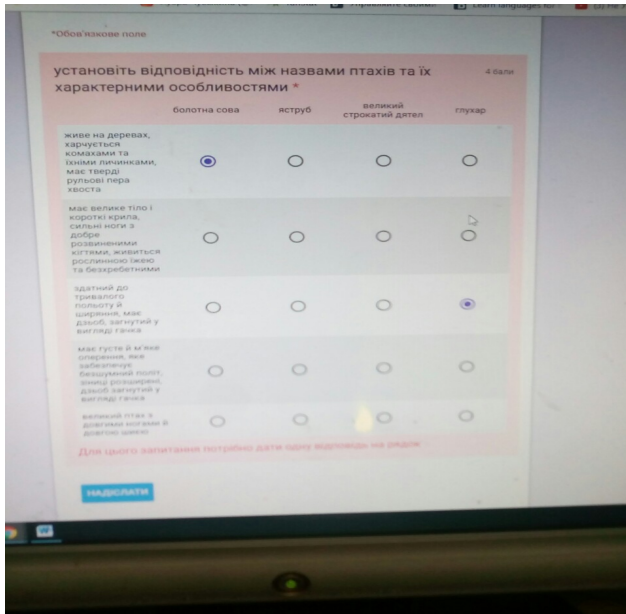 *Обов'язкове поле
установіть відповідність між назвами птахів та їх
характерними особливостями *
4 бали
болотна сова
яструб
великий
строкатий дятел
глухар
живе на деревах,
харчується
комахами та
їхніми личинками,
має тверді
рульові пера
хвоста
має велике тіло і
короткі крила,
сильні ноги з
добре
розвиненими
кігтями, живиться
рослинною їжею
та безхребетними
здатний до
тривалого
польоту й
ширяння, має
дзьоб, загнутий у
вигляді гачка
має густе й м'яке
оперення, яке
забезпечує
безшумний політ,
зіниці розширені,
дзьоб загнутий у
вигляді гачка
великий птах з
довгими ногами й
довгою шиєю
Для цього запитання потрібно дати одну відповідь на рядок
НАДІСЛАТИ